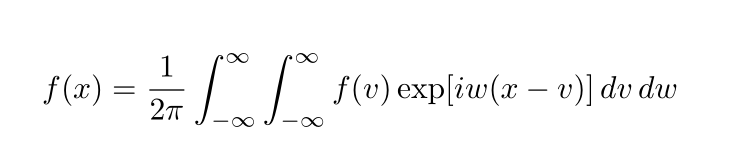 f(x) = \frac{1}{2\pi} \int_{-\infty}^{\infty} \int_{-\infty}^{\infty} f(v) \exp[iw(x - v)] \, dv \, dw